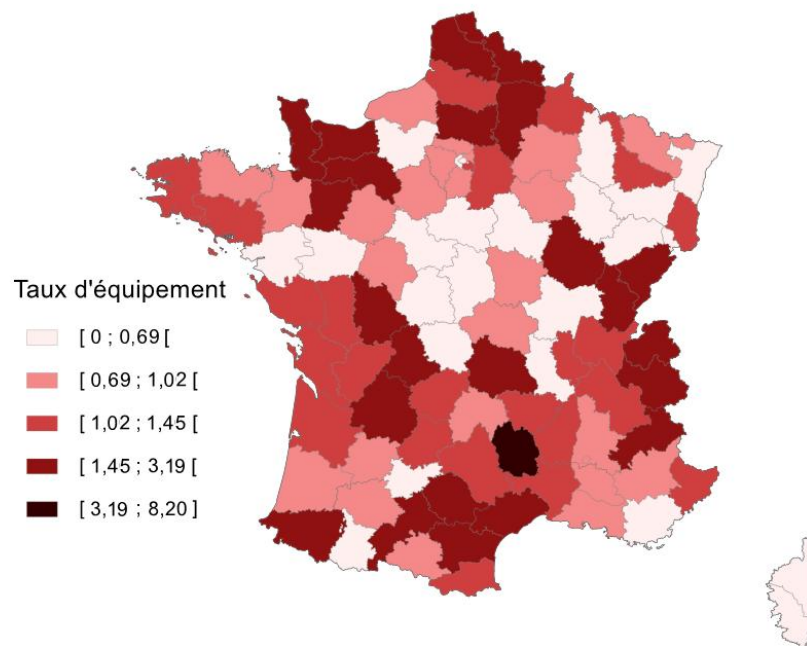 Taux d'équipement
[ 0 ; 0,69 [
[ 0,69 ; 1,02 [
[ 1,02 ; 1,45 [
[ 1,45 ; 3,19 [
[ 3,19 ; 8,20 ]